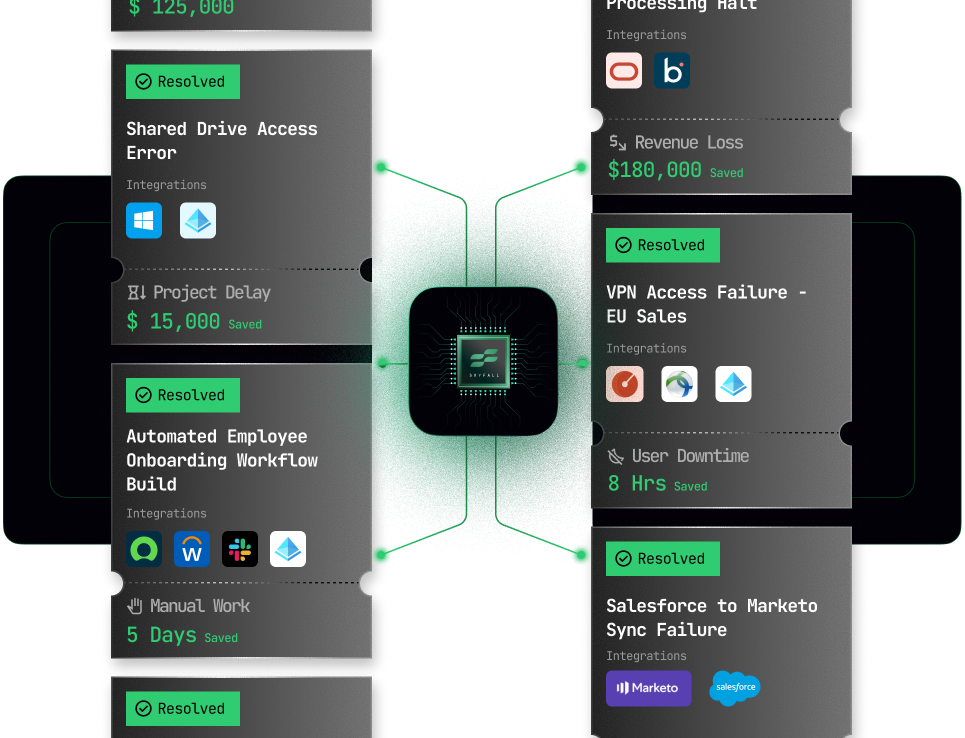 $ 125,000
Resolved
Shared Drive Access
Error
Integrations
Project Delay
$ 15,000 Saved
Resolved
Automated Employee
Onboarding Workflow
Build
Integrations
w
Manual Work
5 Days Saved
Resolved
SKYFALL
Processing Halt
Integrations
b
Revenue Loss
$180,000 Saved
Resolved
VPN Access Failure -
EU Sales
Integrations
User Downtime
8 Hrs Saved
Resolved
Salesforce to Marketo
Sync Failure
Integrations
Marketo
salesforce